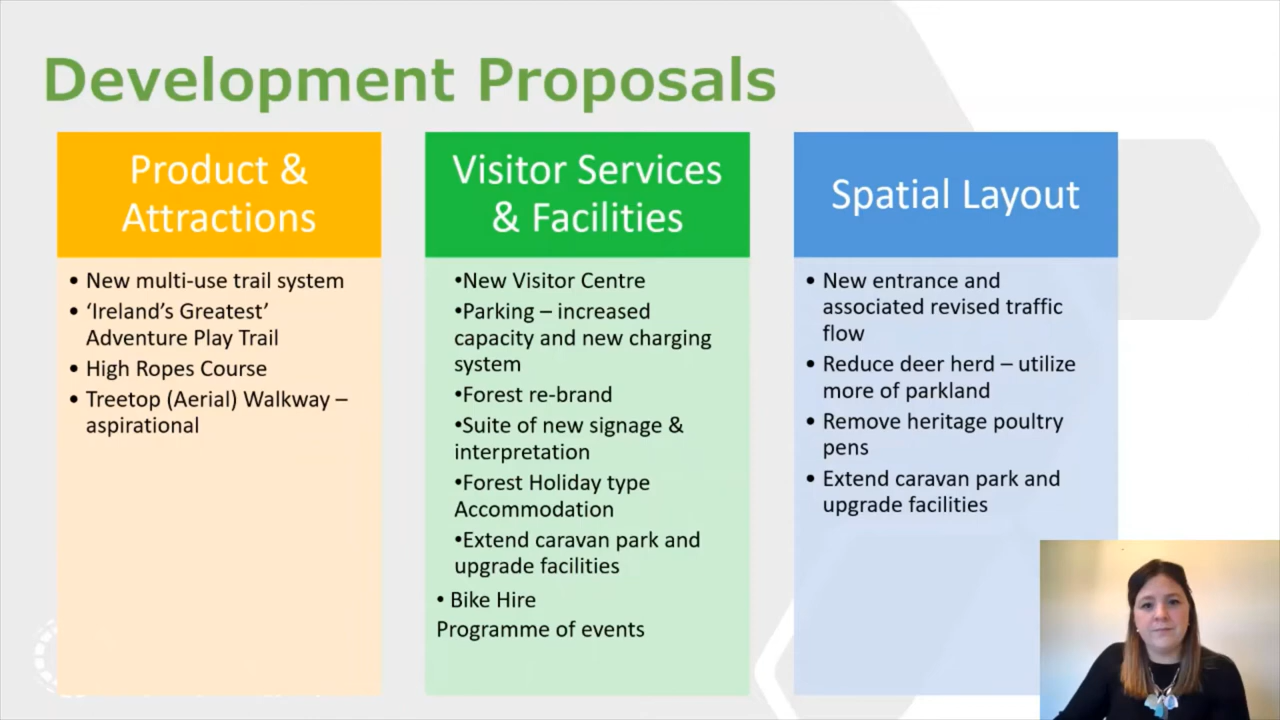 Development Proposals
Product &
Attractions
• New multi-use trail system
• ‘Ireland’s Greatest’
Adventure Play Trail
• High Ropes Course
• Treetop (Aerial) Walkway –
aspirational
Visitor Services
& Facilities
•New Visitor Centre
•Parking – increased
capacity and new charging
system
•Forest re-brand
•Suite of new signage &
interpretation
•Forest Holiday type
Accommodation
•Extend caravan park and
upgrade facilities
• Bike Hire
Programme of events
Spatial Layout
• New entrance and
associated revised traffic
flow
• Reduce deer herd – utilize
more of parkland
• Remove heritage poultry
pens
• Extend caravan park and
upgrade facilities